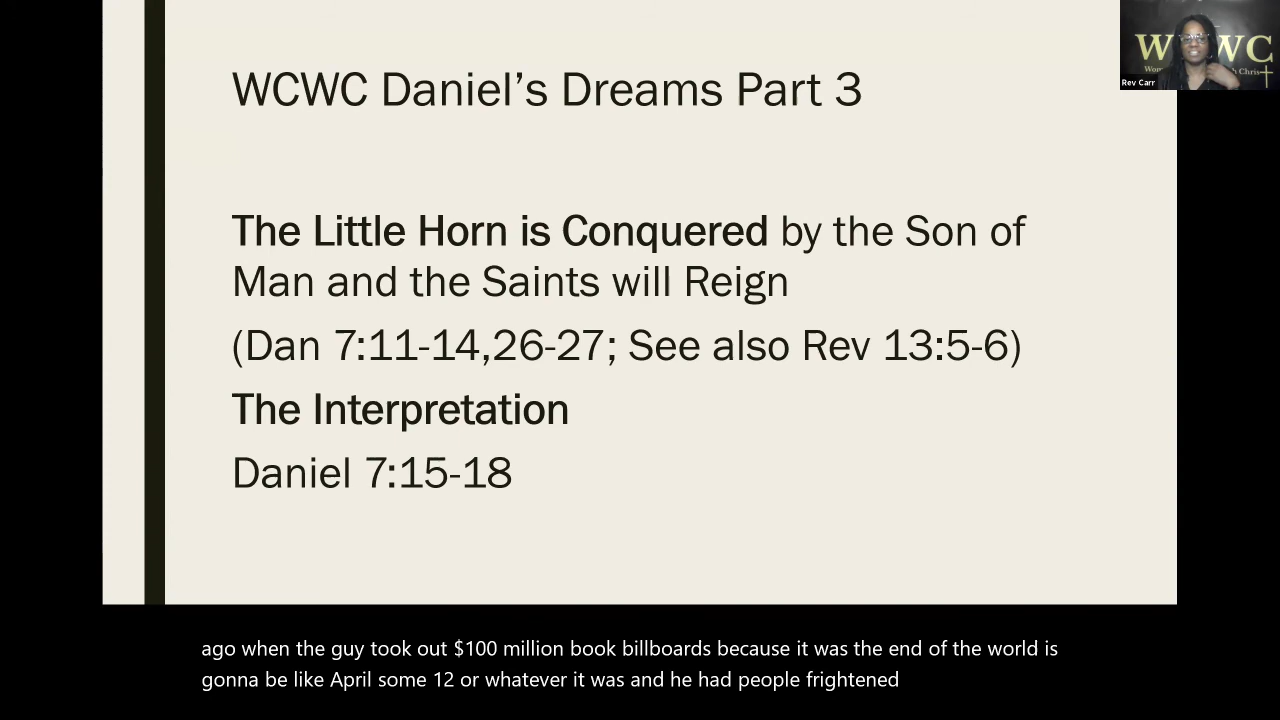 WCWC Daniel's Dreams Part 3
The Little Horn is Conquered by the Son of
Man and the Saints will Reign
(Dan 7:11-14,26-27; See also Rev 13:5-6)
The Interpretation
Daniel 7:15-18
Rev Carr
ago when the guy took out $100 million book billboards because it was the end of the world is
gonna be like April some 12 or whatever it was and he had people frightened